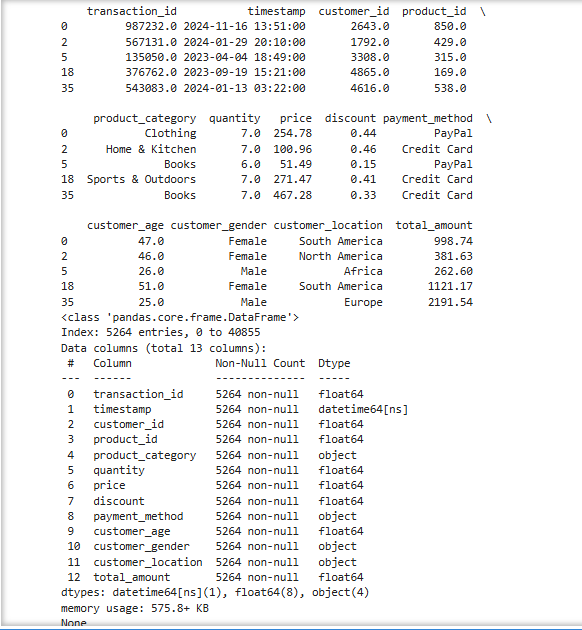 transaction_id           timestamp  customer_id  product_id  \
0        987232.0 2024-11-16 13:51:00       2643.0       850.0
2        567131.0 2024-01-29 20:10:00       1792.0       429.0
5        135050.0 2023-04-04 18:49:00       3308.0       315.0
18       376762.0 2023-09-19 15:21:00       4865.0       169.0
35       543083.0 2024-01-13 03:22:00       4616.0       538.0
    product_category  quantity   price  discount payment_method  \
0           Clothing       7.0  254.78      0.44         PayPal
2     Home & Kitchen       7.0  100.96      0.46    Credit Card
5              Books       6.0   51.49      0.15         PayPal
18 Sports & Outdoors       7.0  271.47      0.41    Credit Card
35             Books       7.0  467.28      0.33    Credit Card
    customer_age customer_gender customer_location  total_amount
0           47.0          Female     South America        998.74
2           46.0          Female     North America        381.63
5           26.0            Male            Africa        262.60
18          51.0          Female     South America       1121.17
35          25.0            Male            Europe       2191.54
<class 'pandas.core.frame.DataFrame'>
Index: 5264 entries, 0 to 40855
Data columns (total 13 columns):
 #   Column             Non-Null Count  Dtype
---  ------             --------------  -----
 0   transaction_id     5264 non-null   float64
 1   timestamp          5264 non-null   datetime64[ns]
 2   customer_id        5264 non-null   float64
 3   product_id         5264 non-null   float64
 4   product_category   5264 non-null   object
 5   quantity           5264 non-null   float64
 6   price              5264 non-null   float64
 7   discount           5264 non-null   float64
 8   payment_method     5264 non-null   object
 9   customer_age       5264 non-null   float64
 10  customer_gender    5264 non-null   object
 11  customer_location  5264 non-null   object
 12  total_amount       5264 non-null   float64
dtypes: datetime64[ns](1), float64(8), object(4)
memory usage: 575.8+ KB
None